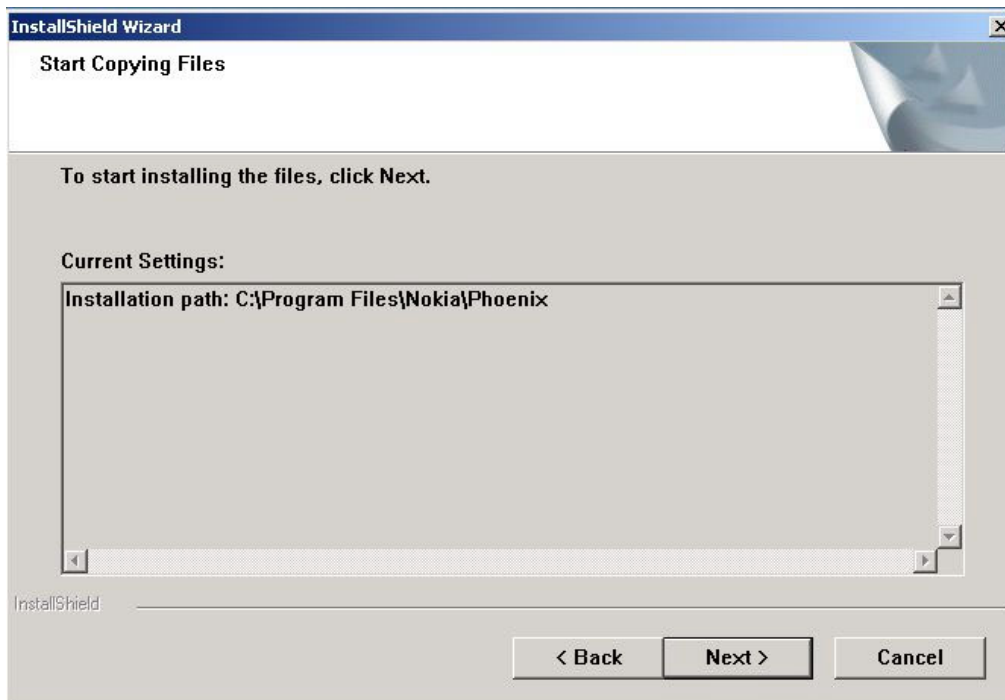 InstallShield Wizard
Start Copying Files
To start installing the files, click Next.
Current Settings:
Installation path: C:\Program Files\Nokia\Phoenix
InstallShield
< Back Next > Cancel